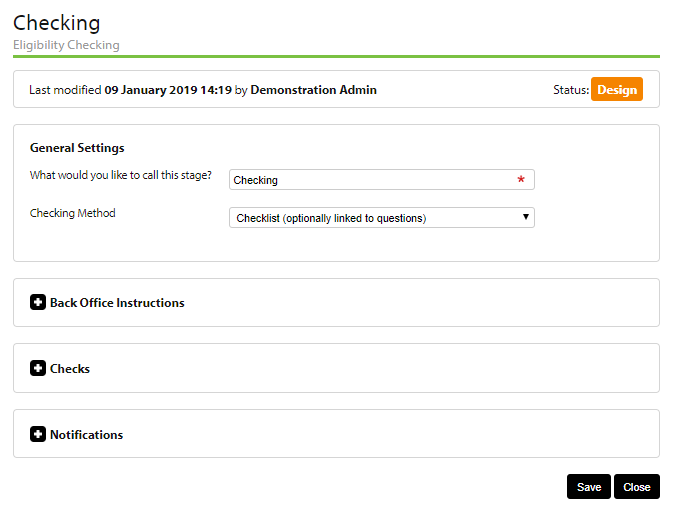 Checking
Eligibility Checking
Last modified 09 January 2019 14:19 by Demonstration Admin
Status: Design
General Settings
What would you like to call this stage?
Checking *
Checking Method
Checklist (optionally linked to questions)
Back Office Instructions
Checks
Notifications
Save Close